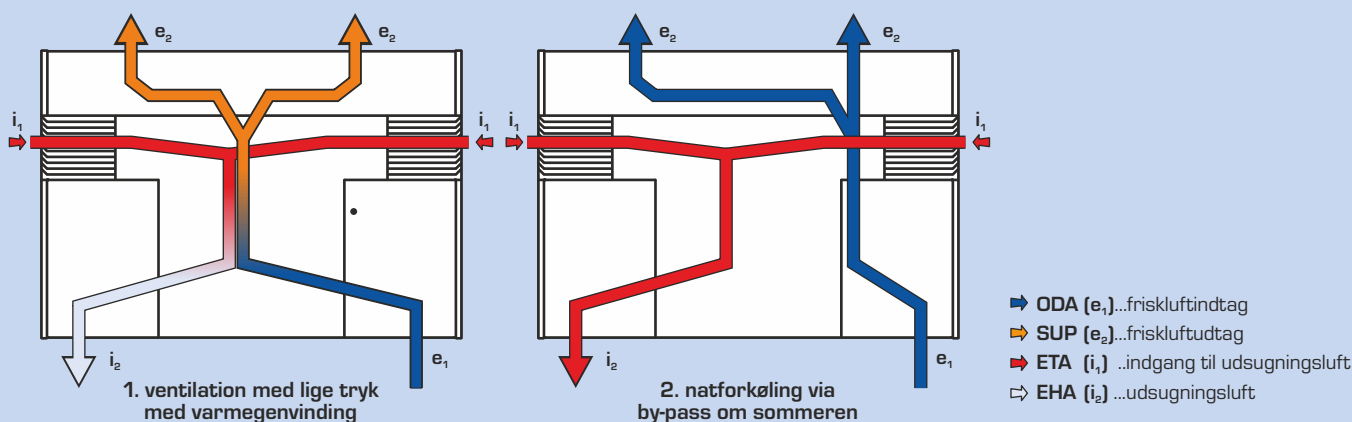 e₂ e₂
i₁ i₁
i₂ e₁
1. ventilation med lige tryk
med varmegenvinding
e₂ e₂
i₁ i₁
i₂ e₁
2. natforkøling via
by-pass om sommeren
ODA (e₁)...friskluftindtag
SUP (e₂)...friskluftudtag
ETA (i₁) ..indgang til udsugningsluft
EHA (i₂) ...udsugningsluft